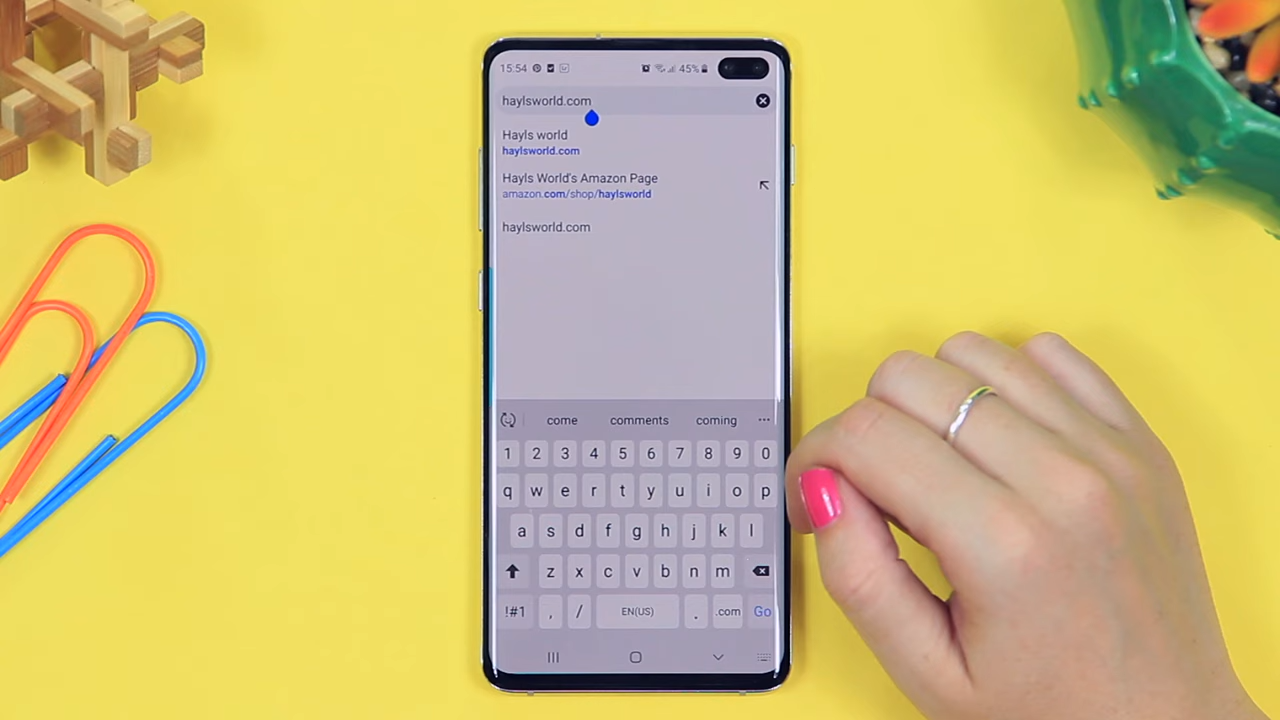 15:54 45%
haylsworld.com
Hayls world
haylsworld.com
Hayls World's Amazon Page
amazon.com/shop/haylsworld
haylsworld.com
come comments coming ...
1 2 3 4 5 6 7 8 9 0
q w e r t y u i o p
a s d f g h j k l
z x c v b n m
!#1 , / EN(US) . .com Go